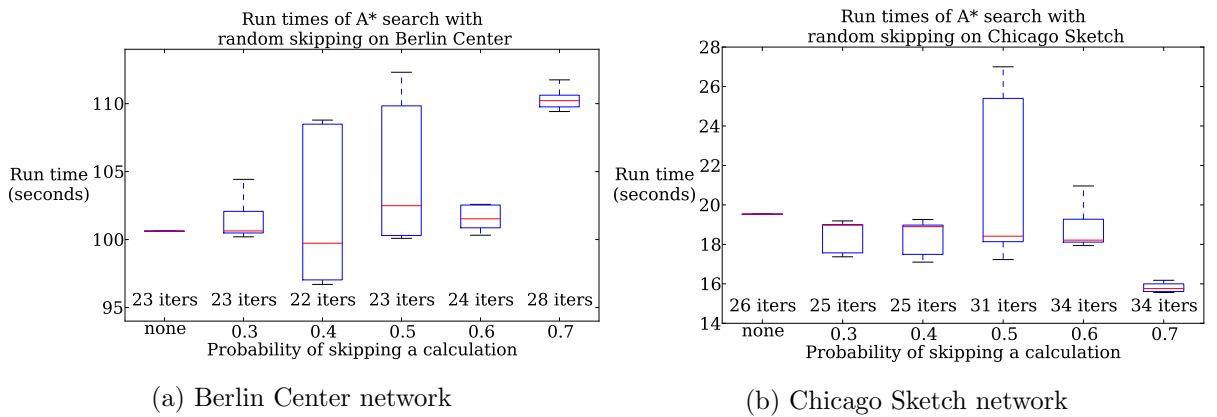 Run times of A* search with
random skipping on Berlin Center
110
105
100
95
Run time
(seconds)
23 iters
23 iters
22 iters
23 iters
24 iters
28 iters
none
0.3
0.4
0.5
0.6
0.7
Probability of skipping a calculation
(a) Berlin Center network
Run times of A* search with
random skipping on Chicago Sketch
28
26
24
22
20
18
16
14
Run time
(seconds)
26 iters
25 iters
25 iters
31 iters
34 iters
34 iters
none
0.3
0.4
0.5
0.6
0.7
Probability of skipping a calculation
(b) Chicago Sketch network